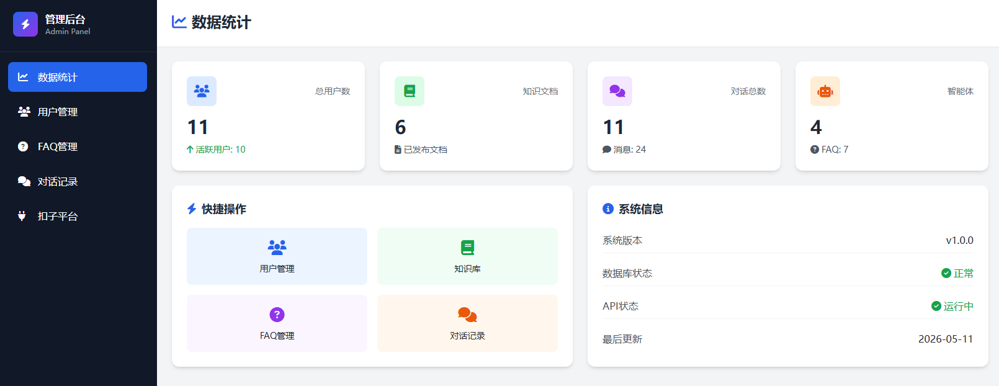 管理后台
Admin Panel
数据统计
用户管理
FAQ管理
对话记录
扣子平台
数据统计
总用户数
11
活跃用户: 10
知识文档
6
已发布文档
对话总数
11
消息: 24
智能体
4
FAQ: 7
快捷操作
用户管理
知识库
FAQ管理
对话记录
系统信息
系统版本 v1.0.0
数据库状态 正常
API状态 运行中
最后更新 2026-05-11